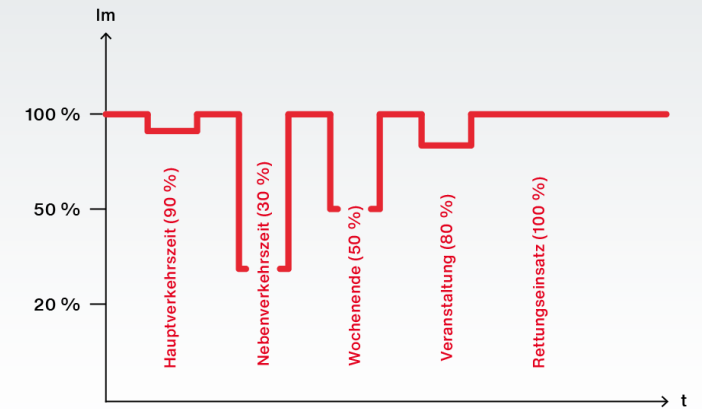 lm
100 %
50 %
20 %
Hauptverkehrszeit (90 %)
Nebenverkehrszeit (30 %)
Wochenende (50 %)
Veranstaltung (80 %)
Rettungseinsatz (100 %)
t